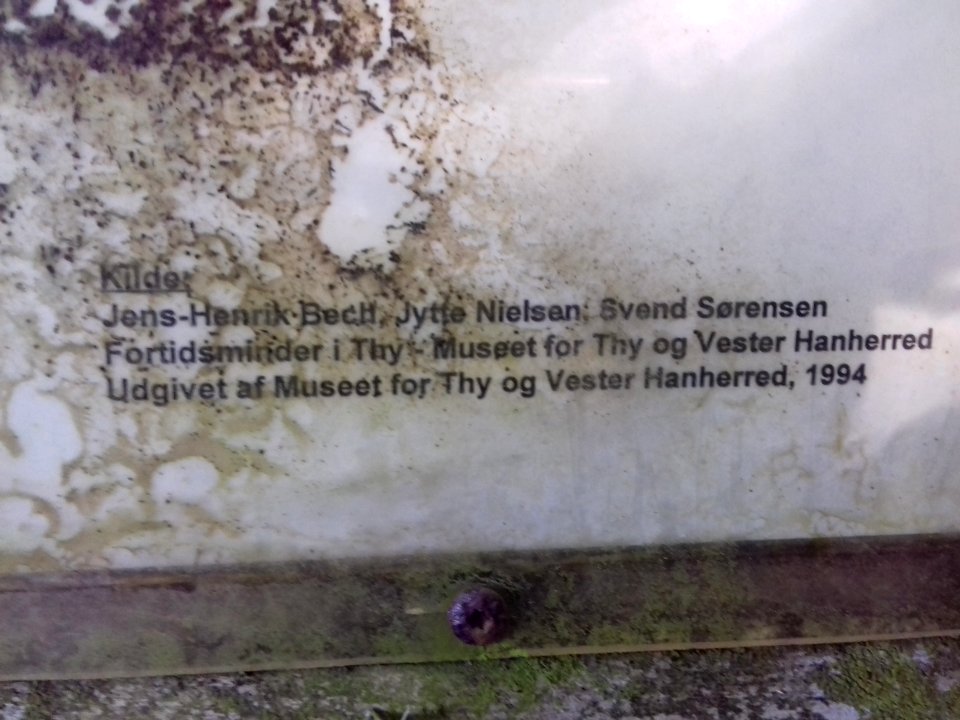 Kilde:
Jens-Henrik Bech, Jytte Nielsen, Svend Sørensen
Fortidsminder i Thy - Museet for Thy og Vester Hanherred
Udgivet af Museet for Thy og Vester Hanherred, 1994